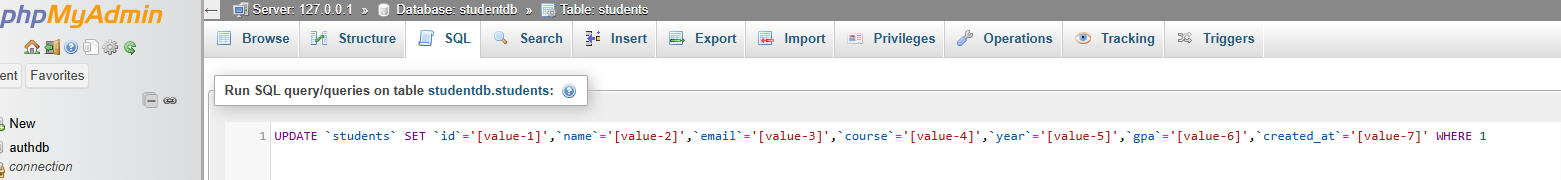 phpMyAdmin
Server: 127.0.0.1 » Database: studentdb » Table: students
Browse Structure SQL Search Insert Export Import Privileges Operations Tracking Triggers
ent Favorites
Run SQL query/queries on table studentdb.students:
1 UPDATE `students` SET `id`='[value-1]',`name`='[value-2]',`email`='[value-3]',`course`='[value-4]',`year`='[value-5]',`gpa`='[value-6]',`created_at`='[value-7]' WHERE 1
New
authdb
connection